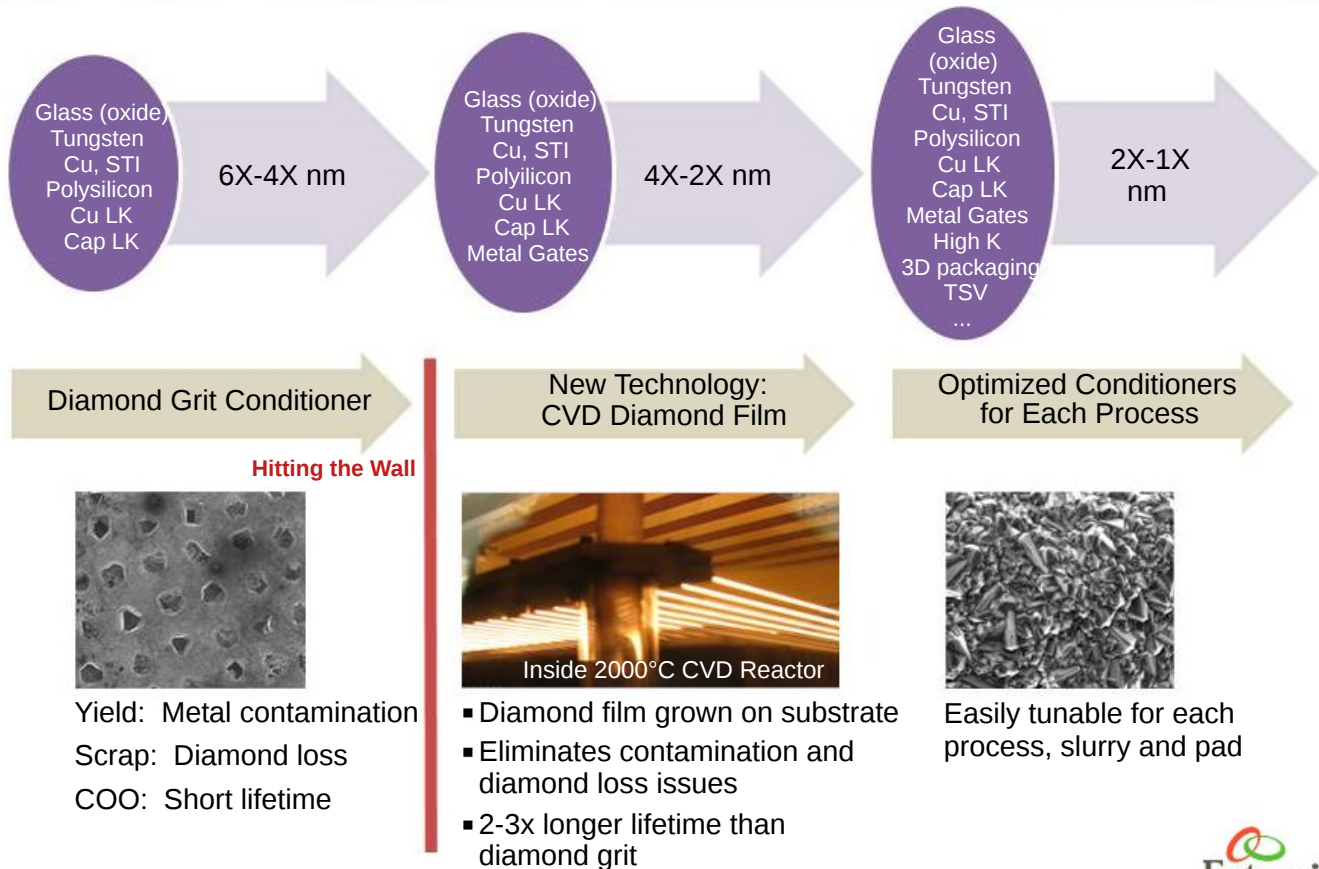 Glass (oxide)
Tungsten
Cu, STI
Polysilicon
Cu LK
Cap LK
6X-4X nm
Glass (oxide)
Tungsten
Cu, STI
Polyilicon
Cu LK
Cap LK
Metal Gates
4X-2X nm
Glass
(oxide)
Tungsten
Cu, STI
Polysilicon
Cu LK
Cap LK
Metal Gates
High K
3D packaging
TSV
...
2X-1X
nm
Diamond Grit Conditioner
New Technology:
CVD Diamond Film
Optimized Conditioners
for Each Process
Hitting the Wall
Inside 2000°C CVD Reactor
Yield: Metal contamination
Scrap: Diamond loss
COO: Short lifetime
▪ Diamond film grown on substrate
▪ Eliminates contamination and
diamond loss issues
▪ 2-3x longer lifetime than
diamond grit
Easily tunable for each
process, slurry and pad